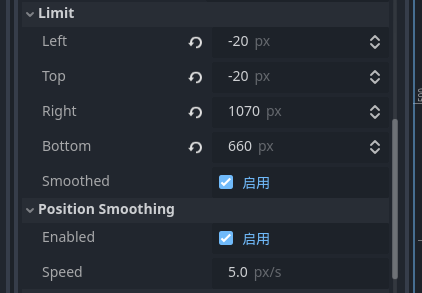 Limit
Left -20 px
Top -20 px
Right 1070 px
Bottom 660 px
Smoothed 启用
Position Smoothing
Enabled 启用
Speed 5.0 px/s